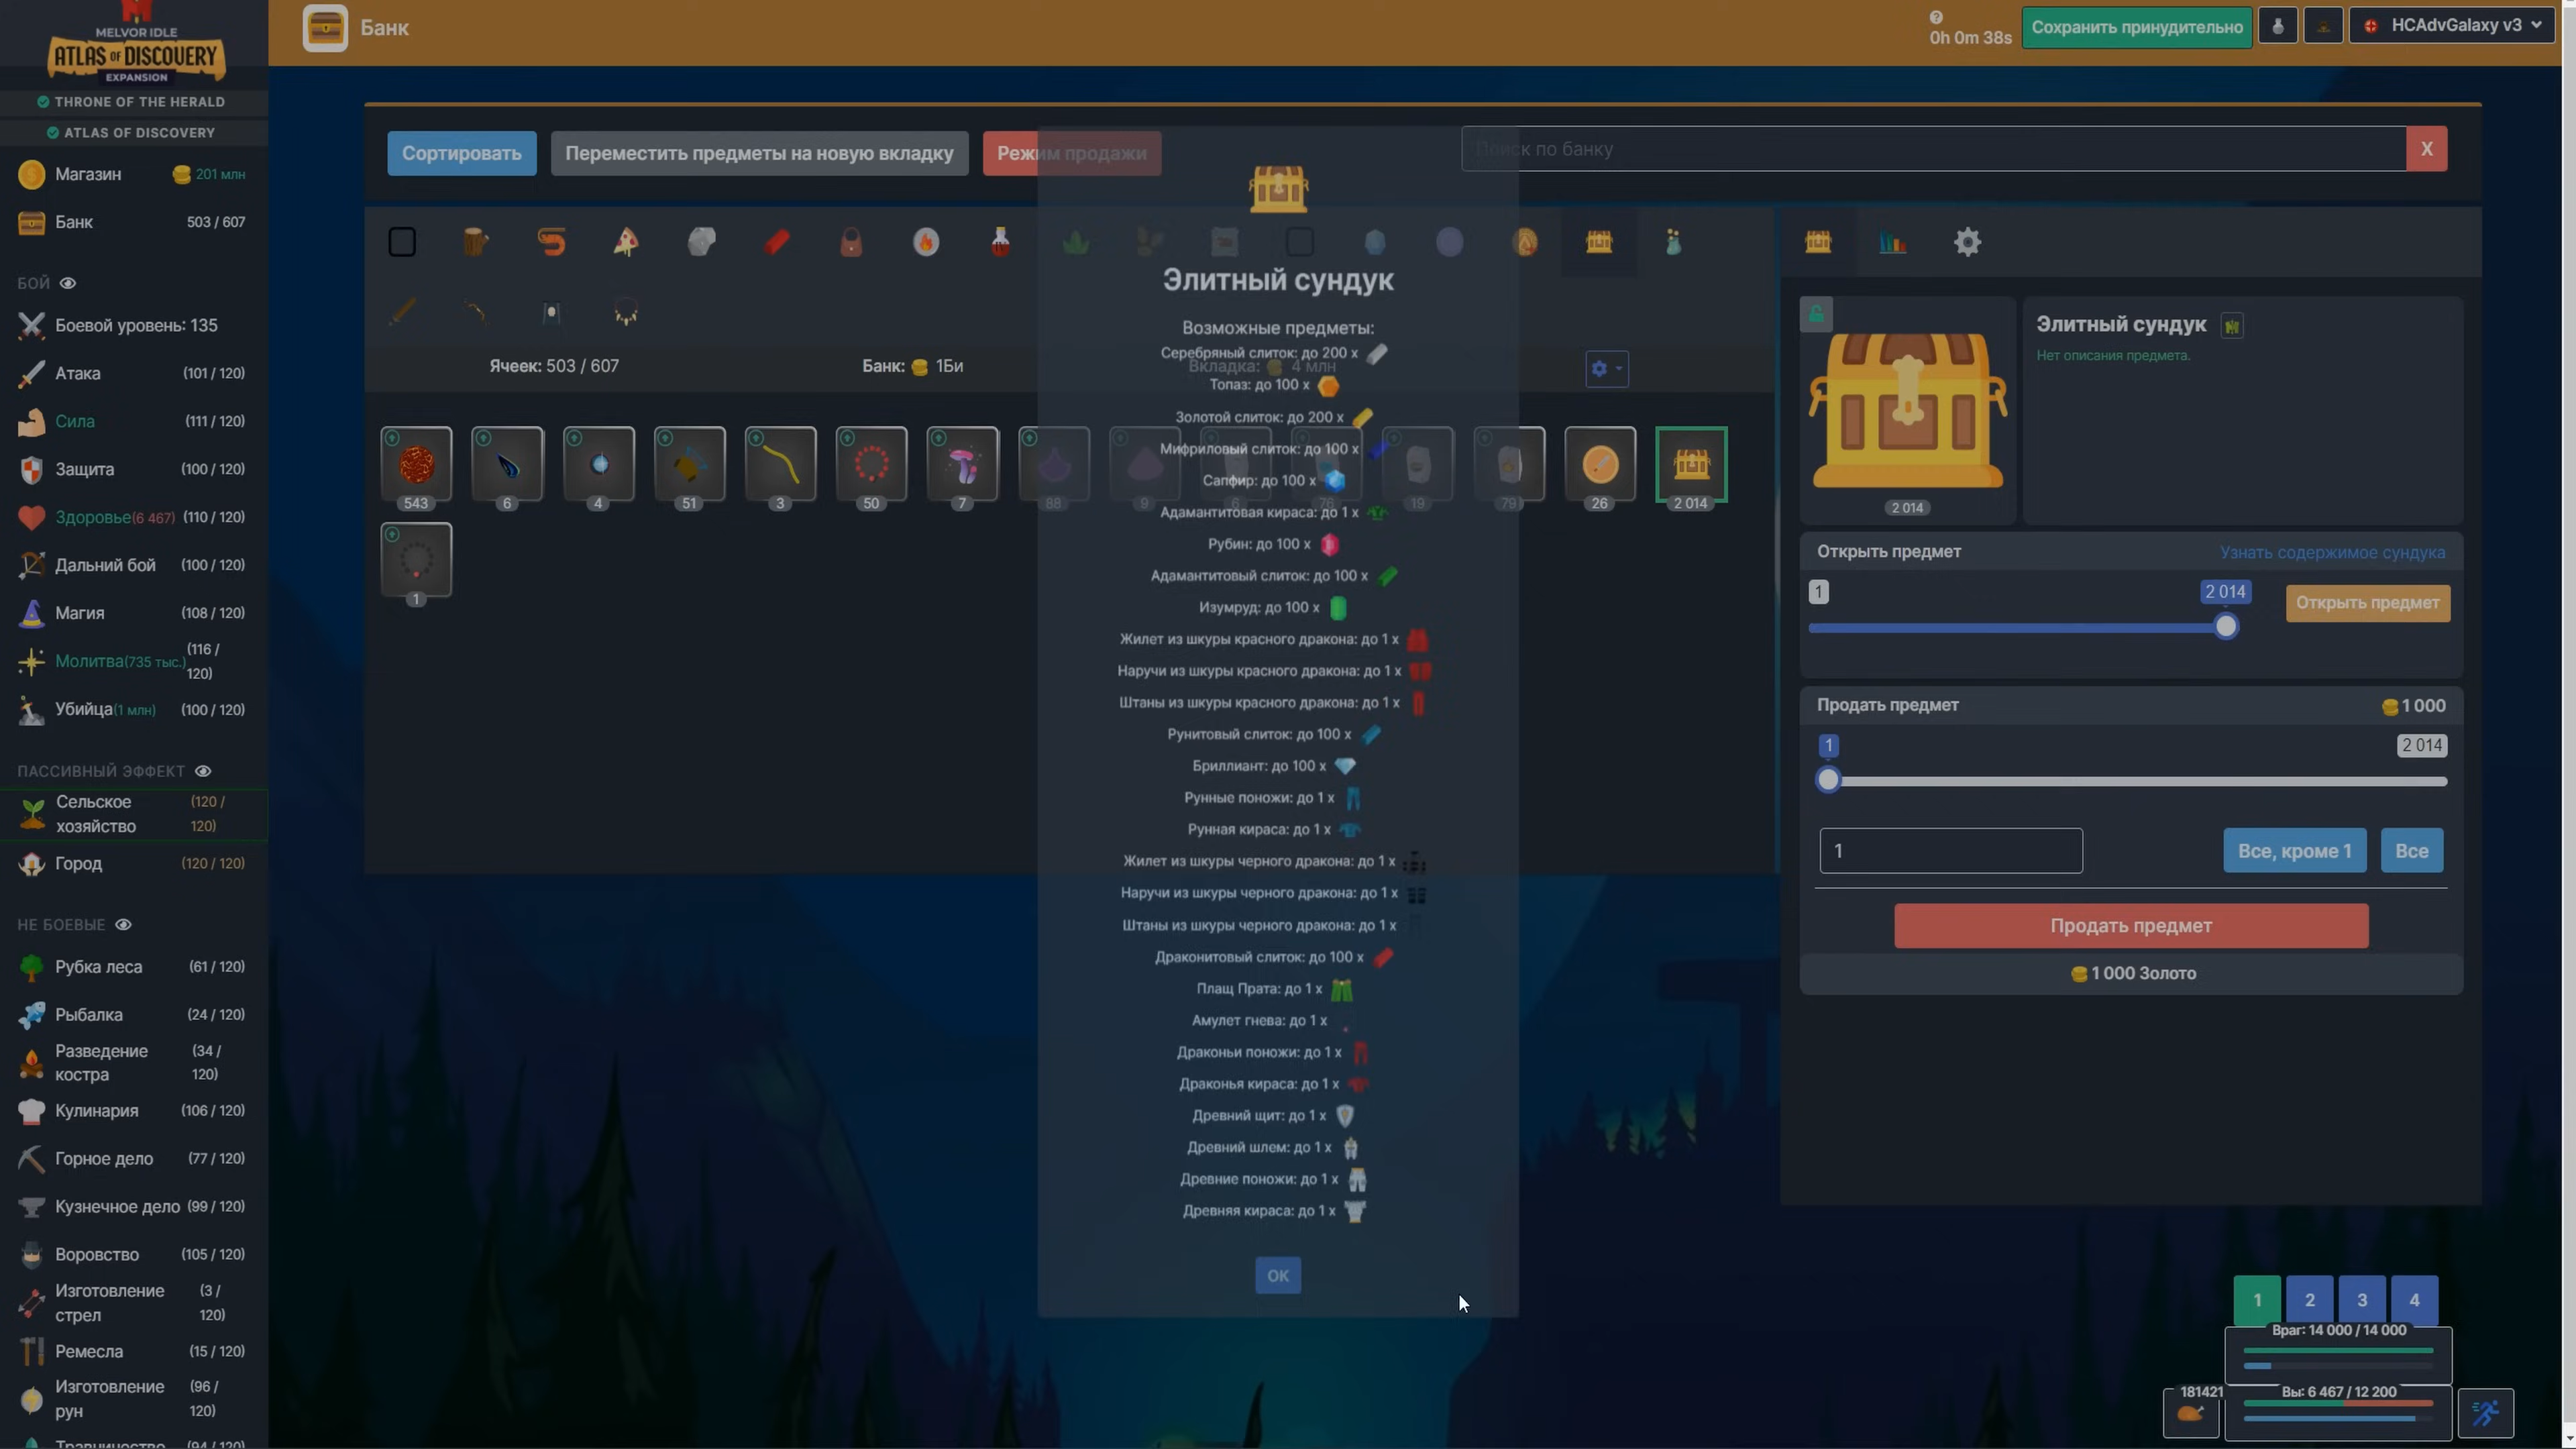 MELVOR IDLE
ATLAS OF DISCOVERY
EXPANSION
THRONE OF THE HERALD
ATLAS OF DISCOVERY
Магазин 201 млн
Банк 503 / 607
БОЙ
Боевой уровень: 135
Атака (101 / 120)
Сила (111 / 120)
Защита (100 / 120)
Здоровье(6 467) (110 / 120)
Дальний бой (100 / 120)
Магия (108 / 120)
Молитва(735 тыс.) (116 / 120)
Убийца(1 млн) (100 / 120)
ПАССИВНЫЙ ЭФФЕКТ
Сельское хозяйство (120 / 120)
Город (120 / 120)
НЕ БОЕВЫЕ
Рубка леса (61 / 120)
Рыбалка (24 / 120)
Разведение костра (34 / 120)
Кулинария (106 / 120)
Горное дело (77 / 120)
Кузнечное дело (99 / 120)
Воровство (105 / 120)
Изготовление стрел (3 / 120)
Ремесла (15 / 120)
Изготовление рун (96 / 120)
Травничество (94 / 120)
Банк
0h 0m 38s
Сохранить принудительно
HCAdvGalaxy v3
Сортировать
Переместить предметы на новую вкладку
Режим продажи
Поиск по банку
X
Ячеек: 503 / 607
Банк: 1Би
Вкладка: 4 млн
543
6
4
51
3
50
7
88
9
6
76
19
79
26
2 014
1
Элитный сундук
Возможные предметы:
Серебряный слиток: до 200 x
Топаз: до 100 x
Золотой слиток: до 200 x
Мифриловый слиток: до 100 x
Сапфир: до 100 x
Адамантитовая кираса: до 1 x
Рубин: до 100 x
Адамантитовый слиток: до 100 x
Изумруд: до 100 x
Жилет из шкуры красного дракона: до 1 x
Наручи из шкуры красного дракона: до 1 x
Штаны из шкуры красного дракона: до 1 x
Рунитовый слиток: до 100 x
Бриллиант: до 100 x
Рунные поножи: до 1 x
Рунная кираса: до 1 x
Жилет из шкуры черного дракона: до 1 x
Наручи из шкуры черного дракона: до 1 x
Штаны из шкуры черного дракона: до 1 x
Драконитовый слиток: до 100 x
Плащ Прата: до 1 x
Амулет гнева: до 1 x
Драконьи поножи: до 1 x
Драконья кираса: до 1 x
Древний щит: до 1 x
Древний шлем: до 1 x
Древние поножи: до 1 x
Древняя кираса: до 1 x
OK
Элитный сундук
Нет описания предмета.
2 014
Открыть предмет
Узнать содержимое сундука
1
2 014
Открыть предмет
Продать предмет 1 000
1
2 014
1
Все, кроме 1
Все
Продать предмет
1 000 Золото
1 2 3 4
Враг: 14 000 / 14 000
181421
Вы: 6 467 / 12 200